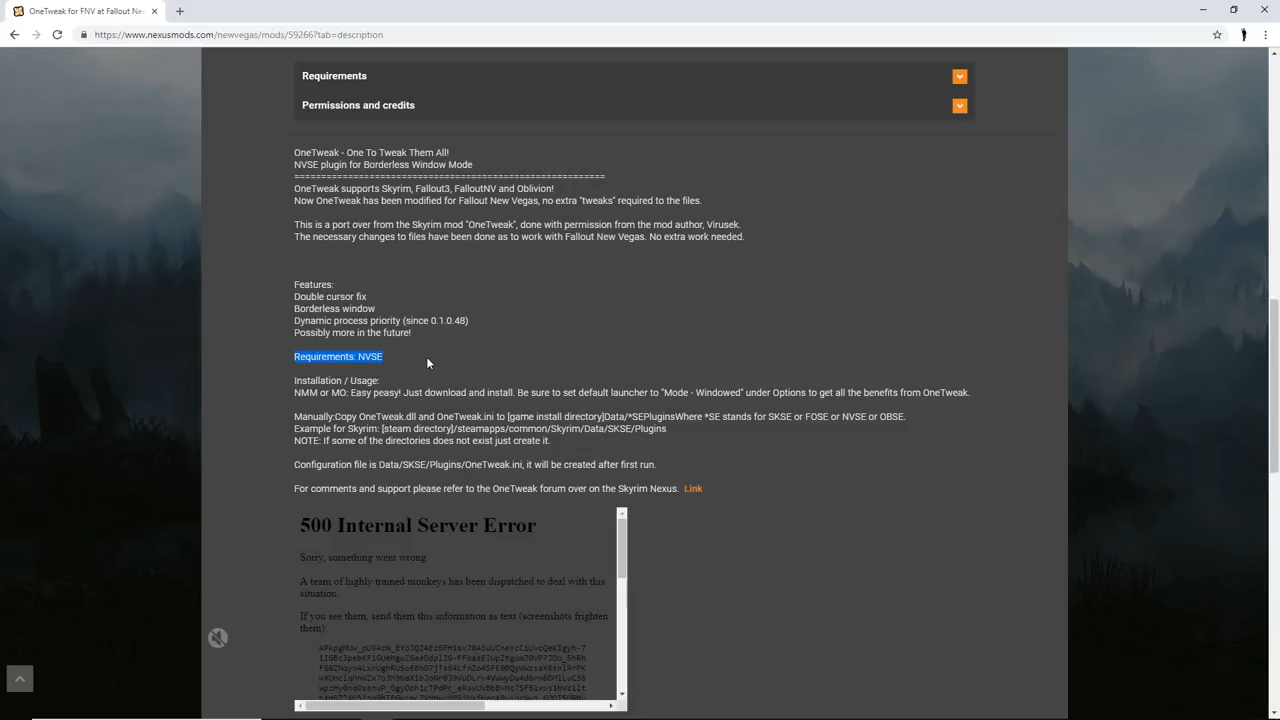 OneTweak for FNV at Fallout Ne
https://www.nexusmods.com/newvegas/mods/59266?tab=description
Requirements
Permissions and credits
OneTweak - One To Tweak Them All!
NVSE plugin for Borderless Window Mode
====================================================
OneTweak supports Skyrim, Fallout3, FalloutNV and Oblivion!
Now OneTweak has been modified for Fallout New Vegas, no extra "tweaks" required to the files.
This is a port over from the Skyrim mod "OneTweak", done with permission from the mod author, Virusek.
The necessary changes to files have been done as to work with Fallout New Vegas. No extra work needed.
Features:
Double cursor fix
Borderless window
Dynamic process priority (since 0.1.0.48)
Possibly more in the future!
Requirements: NVSE
Installation / Usage:
NMM or MO: Easy peasy! Just download and install. Be sure to set default launcher to "Mode - Windowed" under Options to get all the benefits from OneTweak.
Manually:Copy OneTweak.dll and OneTweak.ini to [game install directory]Data/*SEPluginsWhere *SE stands for SKSE or FOSE or NVSE or OBSE.
Example for Skyrim: [steam directory]/steamapps/common/Skyrim/Data/SKSE/Plugins
NOTE: If some of the directories does not exist just create it.
Configuration file is Data/SKSE/Plugins/OneTweak.ini, it will be created after first run.
For comments and support please refer to the OneTweak forum over on the Skyrim Nexus. Link
500 Internal Server Error
Sorry, something went wrong.
A team of highly trained monkeys has been dispatched to deal with this
situation.
If you see them, send them this information as text (screenshots frighten
them):